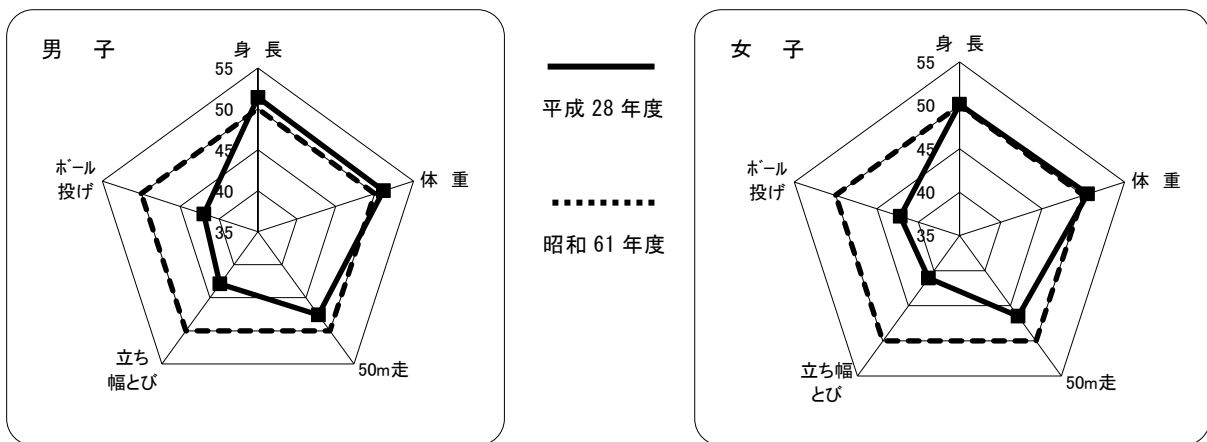 男 子
身 長
55
50
45
40
35
体 重
50m走
立ち
幅とび
ボール
投げ
平成 28 年度
昭和 61 年度
女 子
身 長
55
50
45
40
35
体 重
50m走
立ち幅
とび
ボール
投げ